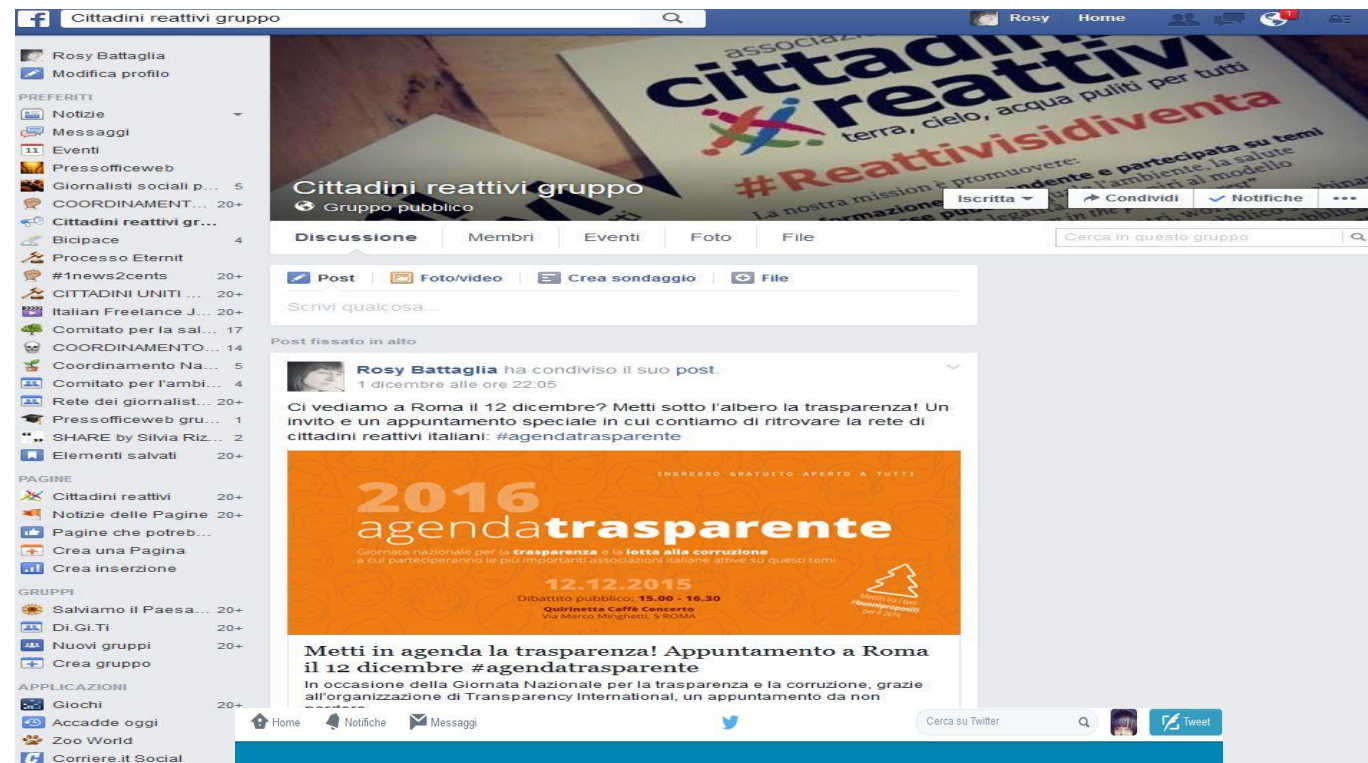 Cittadini reattivi gruppo
Rosy Home 1
Rosy Battaglia
Modifica profilo
PREFERITI
Notizie
Messaggi
11 Eventi
Pressofficeweb
Giornalisti sociali p... 5
COORDINAMENT... 20+
Cittadini reattivi gr...
Bicipace 4
Processo Eternit
#1news2cents 20+
CITTADINI UNITI ... 20+
Italian Freelance J... 20+
Comitato per la sal... 17
COORDINAMENTO... 14
Coordinamento Na... 5
Comitato per l'ambi... 4
Rete dei giornalist... 20+
Pressofficeweb gru... 1
SHARE by Silvia Riz... 2
Elementi salvati 20+
PAGINE
Cittadini reattivi 20+
Notizie delle Pagine 20+
Pagine che potreb...
Crea una Pagina
Crea inserzione
GRUPPI
Salviamo il Paesa... 20+
Di.Gi.Ti 20+
Nuovi gruppi 20+
Crea gruppo
APPLICAZIONI
Giochi 20+
Accadde oggi
Zoo World
Corriere.it Social
cittadini
reattivi
terra, cielo, acqua puliti per tutti
#Reattivisidiventa
La nostra mission è promuovere:
e partecipata su temi
ambiente, la salute
al modello
Cittadini reattivi gruppo
Gruppo pubblico
Iscritta Condividi Notifiche
Discussione Membri Eventi Foto File
Cerca in questo gruppo
Post Foto/video Crea sondaggio File
Scrivi qualcosa...
Post fissato in alto
Rosy Battaglia ha condiviso il suo post.
1 dicembre alle ore 22:05
Ci vediamo a Roma il 12 dicembre? Metti sotto l'albero la trasparenza! Un
invito e un appuntamento speciale in cui contiamo di ritrovare la rete di
cittadini reattivi italiani: #agendatrasparente
INGRESSO GRATUITO APERTO A TUTTI
2016
agendatrasparente
Giornata nazionale per la trasparenza e la lotta alla corruzione
a cui parteciperanno le più importanti associazioni italiane attive su questi temi
12.12.2015
Dibattito pubblico: 15.00 - 16.30
Quirinetta Caffè Concerto
Via Marco Minghetti, 5 ROMA
#buonipropositi
per il 2016
Metti in agenda la trasparenza! Appuntamento a Roma
il 12 dicembre #agendatrasparente
In occasione della Giornata Nazionale per la trasparenza e la corruzione, grazie
all'organizzazione di Transparency International, un appuntamento da non
Home Notifiche Messaggi Cerca su Twitter Tweet